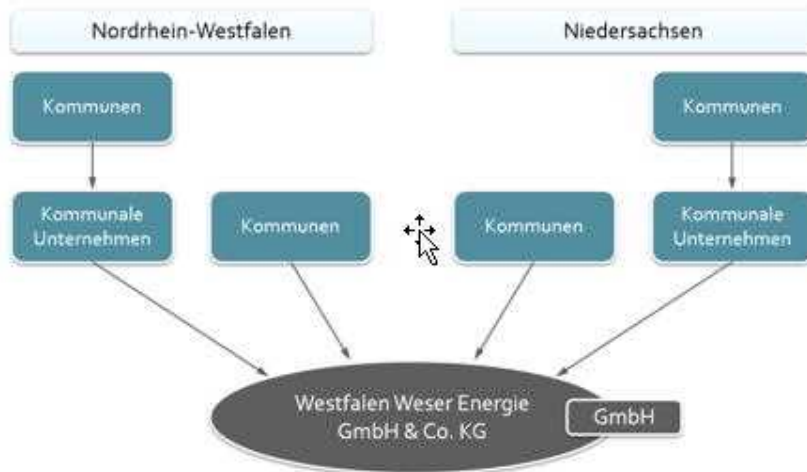 Nordrhein-Westfalen
Niedersachsen
Kommunen
Kommunen
Kommunale
Unternehmen
Kommunen
Kommunen
Kommunale
Unternehmen
Westfalen Weser Energie
GmbH & Co. KG
GmbH